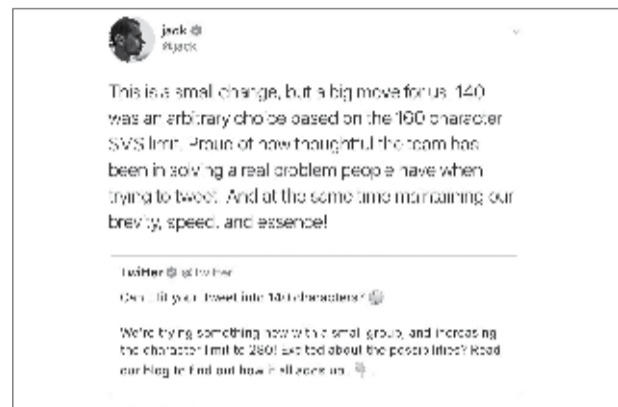 jack
@jack
This is a small change, but a big move for us. 140
was an arbitrary choice based on the 160 character
SMS limit. Proud of how thoughtful the team has
been in solving a real problem people have when
trying to tweet. And at the same time maintaining our
brevity, speed, and essence!
Twitter @Twitter
Can't fit your Tweet into 140 characters?
We're trying something new with a small group, and increasing
the character limit to 280! Excited about the possibilities? Read
our blog to find out how it all adds up.